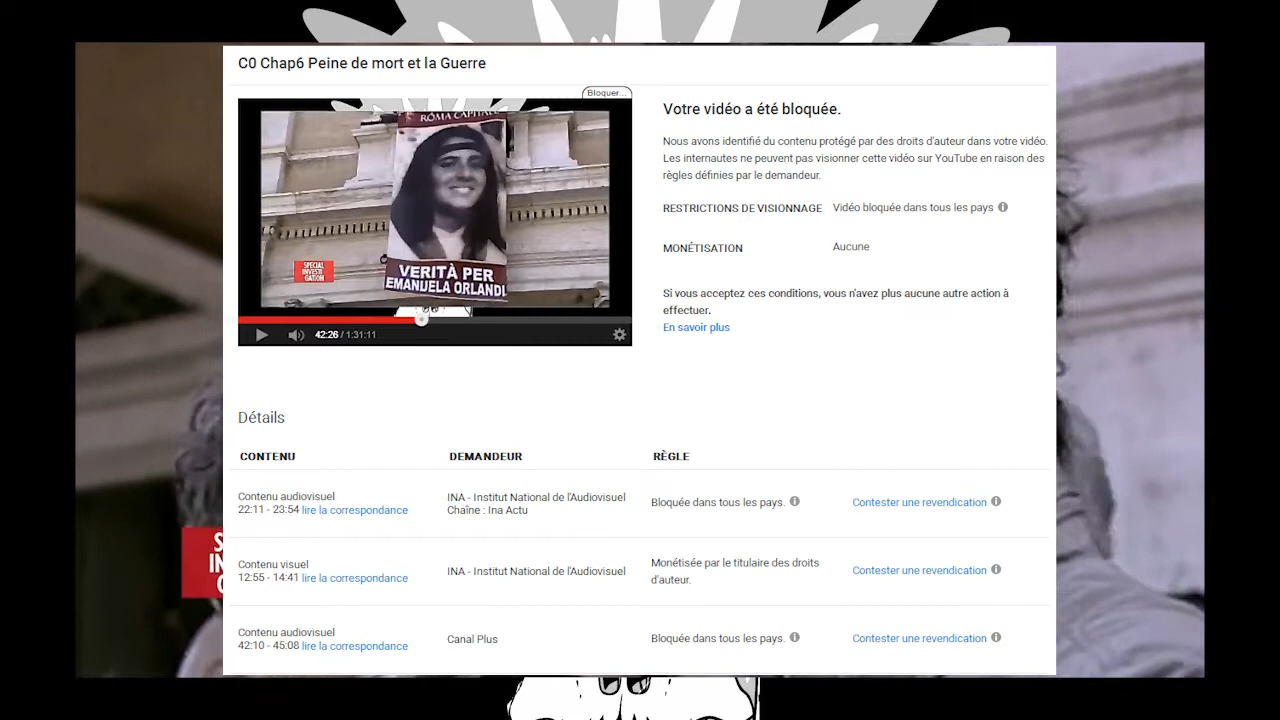 C0 Chap6 Peine de mort et la Guerre
Bloquer...
ROMA CAPITALE
SPECIAL
INVESTI
GATION
VERITÀ PER
EMANUELA ORLANDI
42:26 / 1:31:11
Votre vidéo a été bloquée.
Nous avons identifié du contenu protégé par des droits d'auteur dans votre vidéo.
Les internautes ne peuvent pas visionner cette vidéo sur YouTube en raison des
règles définies par le demandeur.
RESTRICTIONS DE VISIONNAGE Vidéo bloquée dans tous les pays
MONÉTISATION Aucune
Si vous acceptez ces conditions, vous n'avez plus aucune autre action à
effectuer.
En savoir plus
Détails
CONTENU DEMANDEUR RÈGLE
Contenu audiovisuel
22:11 - 23:54 lire la correspondance
INA - Institut National de l'Audiovisuel
Chaîne : Ina Actu
Bloquée dans tous les pays.
Contester une revendication
Contenu visuel
12:55 - 14:41 lire la correspondance
INA - Institut National de l'Audiovisuel
Monétisée par le titulaire des droits
d'auteur.
Contester une revendication
Contenu audiovisuel
42:10 - 45:08 lire la correspondance
Canal Plus
Bloquée dans tous les pays.
Contester une revendication